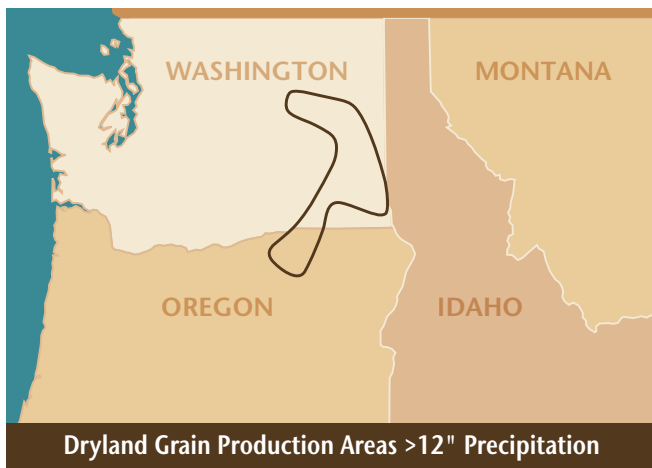 WASHINGTON
MONTANA
OREGON
IDAHO
Dryland Grain Production Areas >12" Precipitation